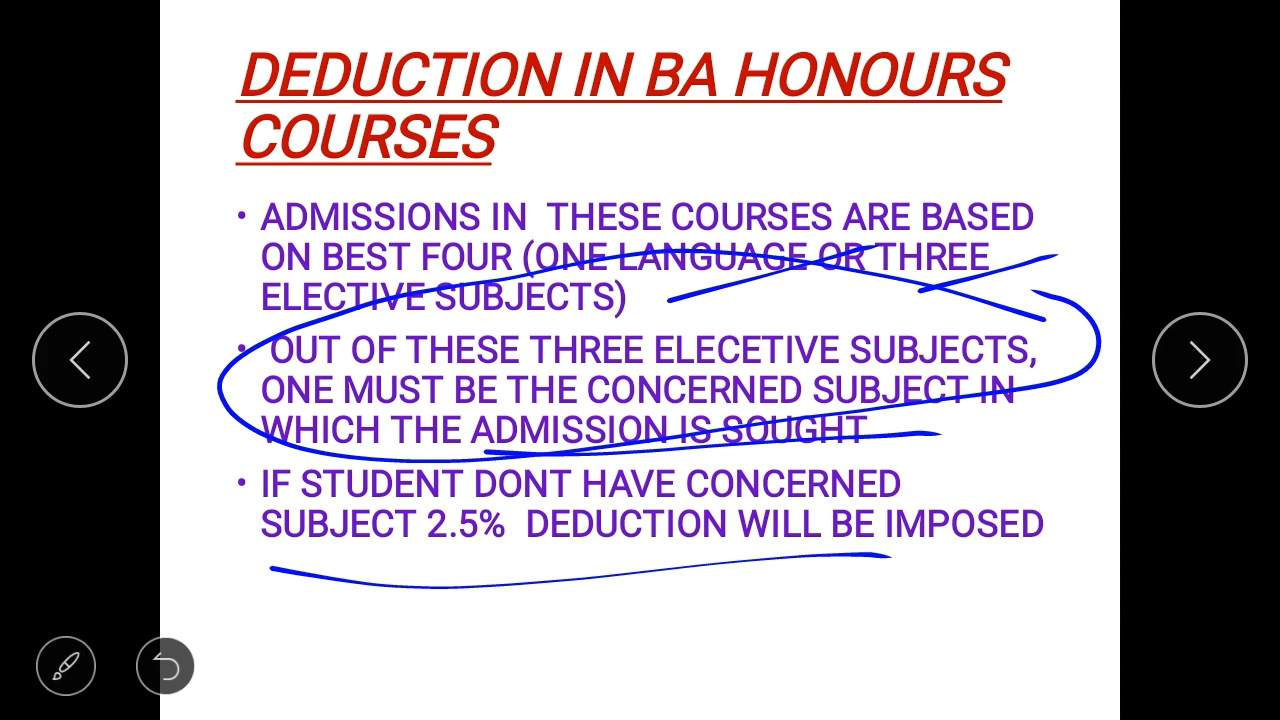 DEDUCTION IN BA HONOURS
COURSES
• ADMISSIONS IN THESE COURSES ARE BASED
ON BEST FOUR (ONE LANGUAGE OR THREE
ELECTIVE SUBJECTS)
• OUT OF THESE THREE ELECETIVE SUBJECTS,
ONE MUST BE THE CONCERNED SUBJECT IN
WHICH THE ADMISSION IS SOUGHT
• IF STUDENT DONT HAVE CONCERNED
SUBJECT 2.5% DEDUCTION WILL BE IMPOSED